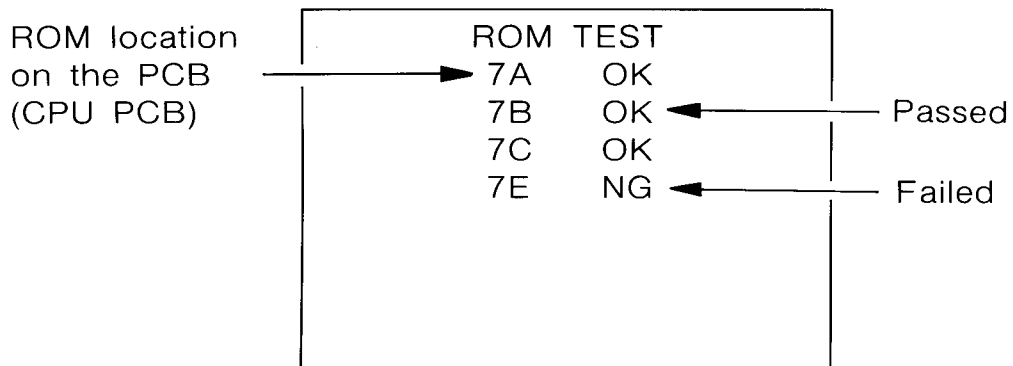 ROM location
on the PCB
(CPU PCB)
ROM TEST
7A OK
7B OK
7C OK
7E NG
Passed
Failed